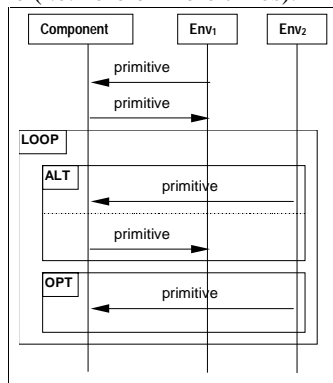 Component Env₁ Env₂
primitive
primitive
LOOP
ALT
primitive
primitive
OPT
primitive